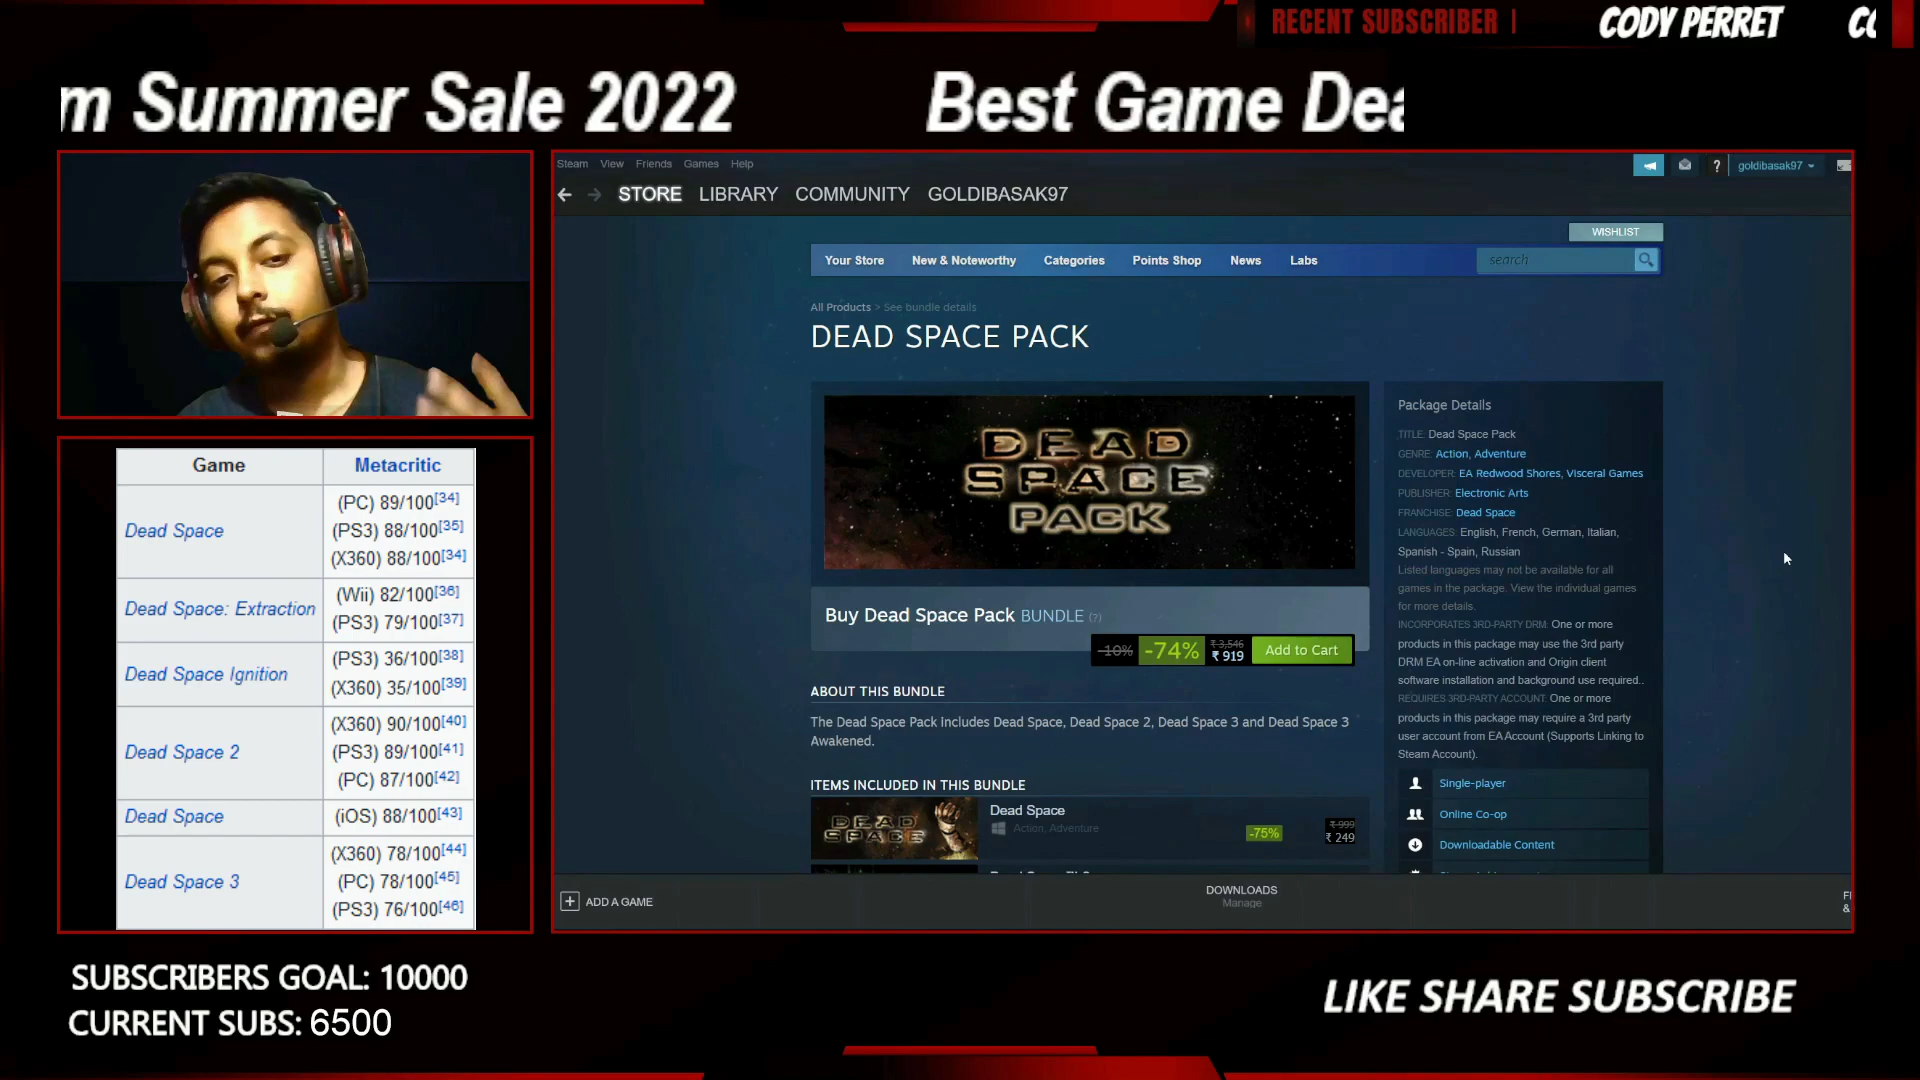 RECENT SUBSCRIBER
CODY PERRET
m Summer Sale 2022
Best Game Dea
Steam View Friends Games Help
goldibasak97
STORE LIBRARY COMMUNITY GOLDIBASAK97
WISHLIST
Your Store New & Noteworthy Categories Points Shop News Labs
search
All Products > See bundle details
DEAD SPACE PACK
DEAD
SPACE
PACK
Buy Dead Space Pack BUNDLE (?)
-10% -74% ₹ 3,546
₹ 919
Add to Cart
ABOUT THIS BUNDLE
The Dead Space Pack Includes Dead Space, Dead Space 2, Dead Space 3 and Dead Space 3
Awakened.
ITEMS INCLUDED IN THIS BUNDLE
DEAD
SPACE
Dead Space
Action, Adventure
-75%
₹ 999
₹ 249
Package Details
TITLE: Dead Space Pack
GENRE: Action, Adventure
DEVELOPER: EA Redwood Shores, Visceral Games
PUBLISHER: Electronic Arts
FRANCHISE: Dead Space
LANGUAGES: English, French, German, Italian,
Spanish - Spain, Russian
Listed languages may not be available for all
games in the package. View the individual games
for more details.
INCORPORATES 3RD-PARTY DRM: One or more
products in this package may use the 3rd party
DRM EA on-line activation and Origin client
software installation and background use required..
REQUIRES 3RD-PARTY ACCOUNT: One or more
products in this package may require a 3rd party
user account from EA Account (Supports Linking to
Steam Account).
Single-player
Online Co-op
Downloadable Content
ADD A GAME
DOWNLOADS
Manage
Game Metacritic
Dead Space
(PC) 89/100[34]
(PS3) 88/100[35]
(X360) 88/100[34]
Dead Space: Extraction
(Wii) 82/100[36]
(PS3) 79/100[37]
Dead Space Ignition
(PS3) 36/100[38]
(X360) 35/100[39]
Dead Space 2
(X360) 90/100[40]
(PS3) 89/100[41]
(PC) 87/100[42]
Dead Space
(iOS) 88/100[43]
Dead Space 3
(X360) 78/100[44]
(PC) 78/100[45]
(PS3) 76/100[46]
SUBSCRIBERS GOAL: 10000
CURRENT SUBS: 6500
LIKE SHARE SUBSCRIBE